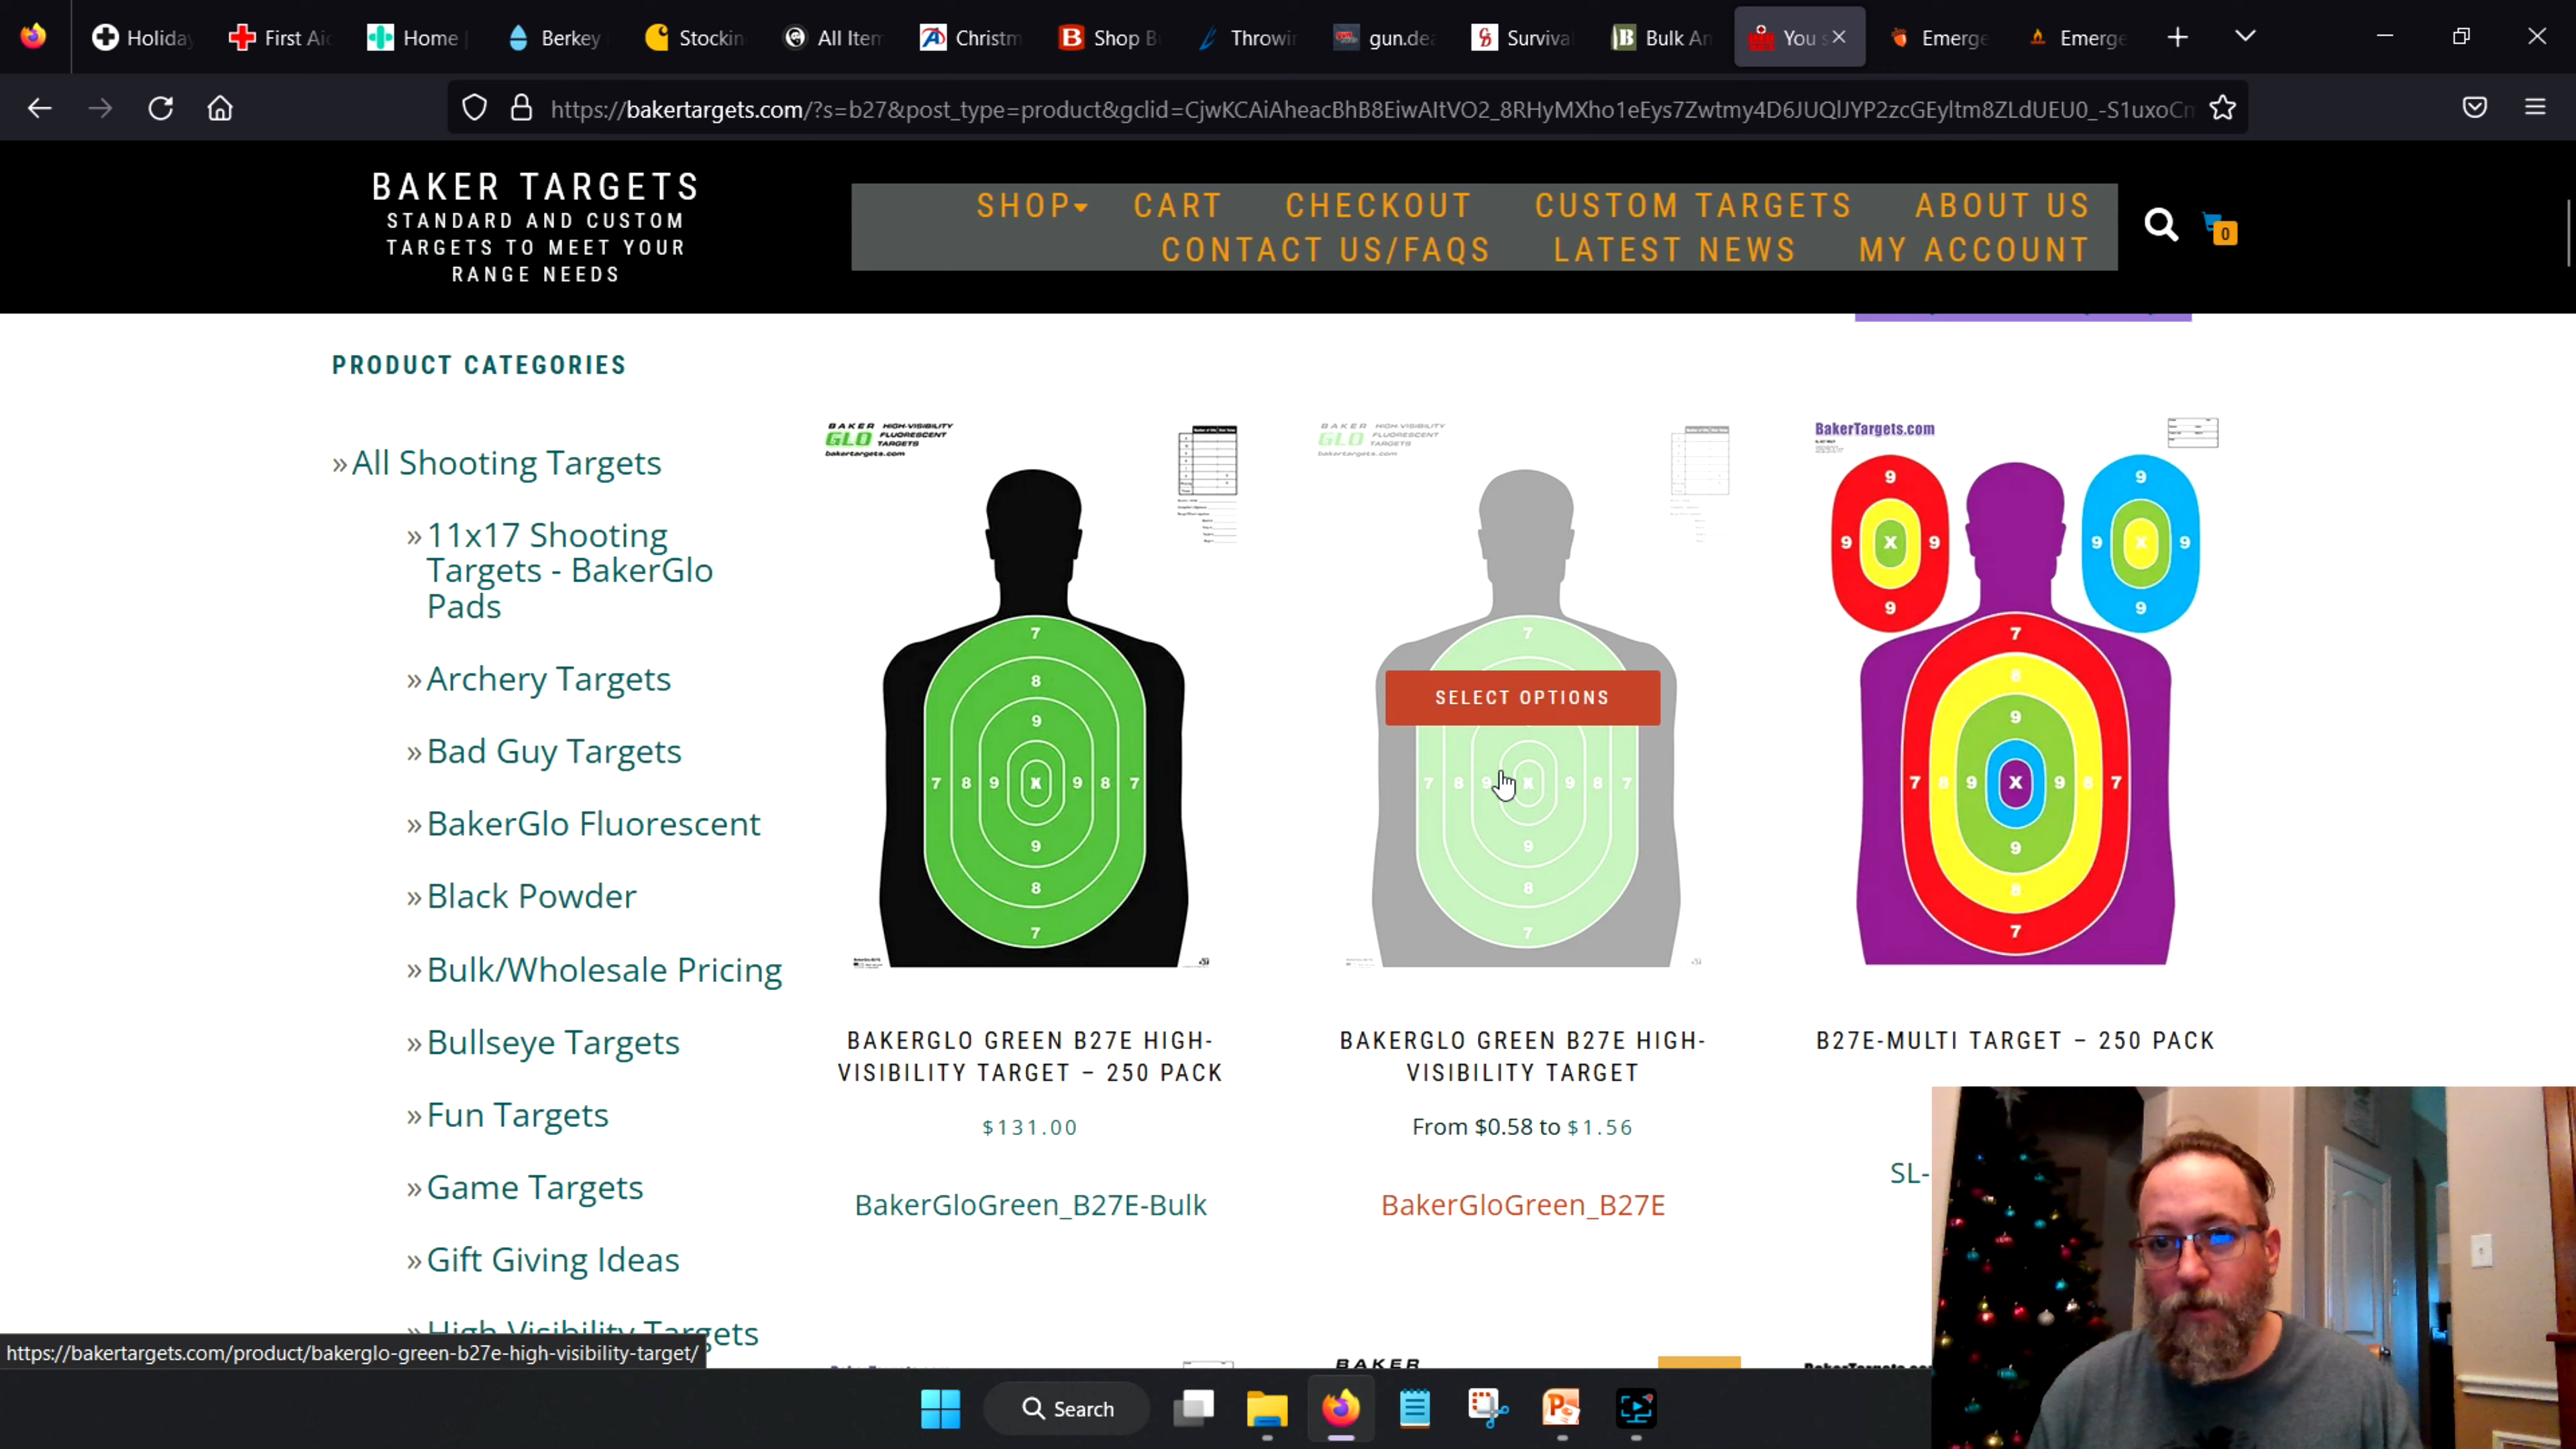 Holiday
First Aid
Home
Berkey
Stockin
All Item
Christm
Shop B
Throwin
gun.dea
Surviva
Bulk Am
You s
Emerge
Emerge
https://bakertargets.com/?s=b27&post_type=product&gclid=CjwKCAiAheacBhB8EiwAItVO2_8RHyMXho1eEys7Zwtmy4D6JUQlJYP2zcGEyltm8ZLdUEU0_-S1uxoCm
BAKER TARGETS
STANDARD AND CUSTOM
TARGETS TO MEET YOUR
RANGE NEEDS
SHOP CART CHECKOUT CUSTOM TARGETS ABOUT US
CONTACT US/FAQS LATEST NEWS MY ACCOUNT
0
PRODUCT CATEGORIES
» All Shooting Targets
» 11x17 Shooting
Targets - BakerGlo
Pads
» Archery Targets
» Bad Guy Targets
» BakerGlo Fluorescent
» Black Powder
» Bulk/Wholesale Pricing
» Bullseye Targets
» Fun Targets
» Game Targets
» Gift Giving Ideas
» High Visibility Targets
BAKER HIGH-VISIBILITY
GLO FLUORESCENT
TARGETS
bakertargets.com
7
8
9
7 8 9 X 9 8 7
9
8
7
BAKERGLO GREEN B27E HIGH-
VISIBILITY TARGET – 250 PACK
$131.00
BakerGloGreen_B27E-Bulk
BAKER HIGH-VISIBILITY
GLO FLUORESCENT
TARGETS
bakertargets.com
7
SELECT OPTIONS
7 8 9 X 9 8 7
9
8
7
BAKERGLO GREEN B27E HIGH-
VISIBILITY TARGET
From $0.58 to $1.56
BakerGloGreen_B27E
BakerTargets.com
9
9 X 9
9
9
9 X 9
9
7
8
9
7 8 9 X 9 8 7
9
8
7
B27E-MULTI TARGET – 250 PACK
SL-
BAKER
https://bakertargets.com/product/bakerglo-green-b27e-high-visibility-target/
Search